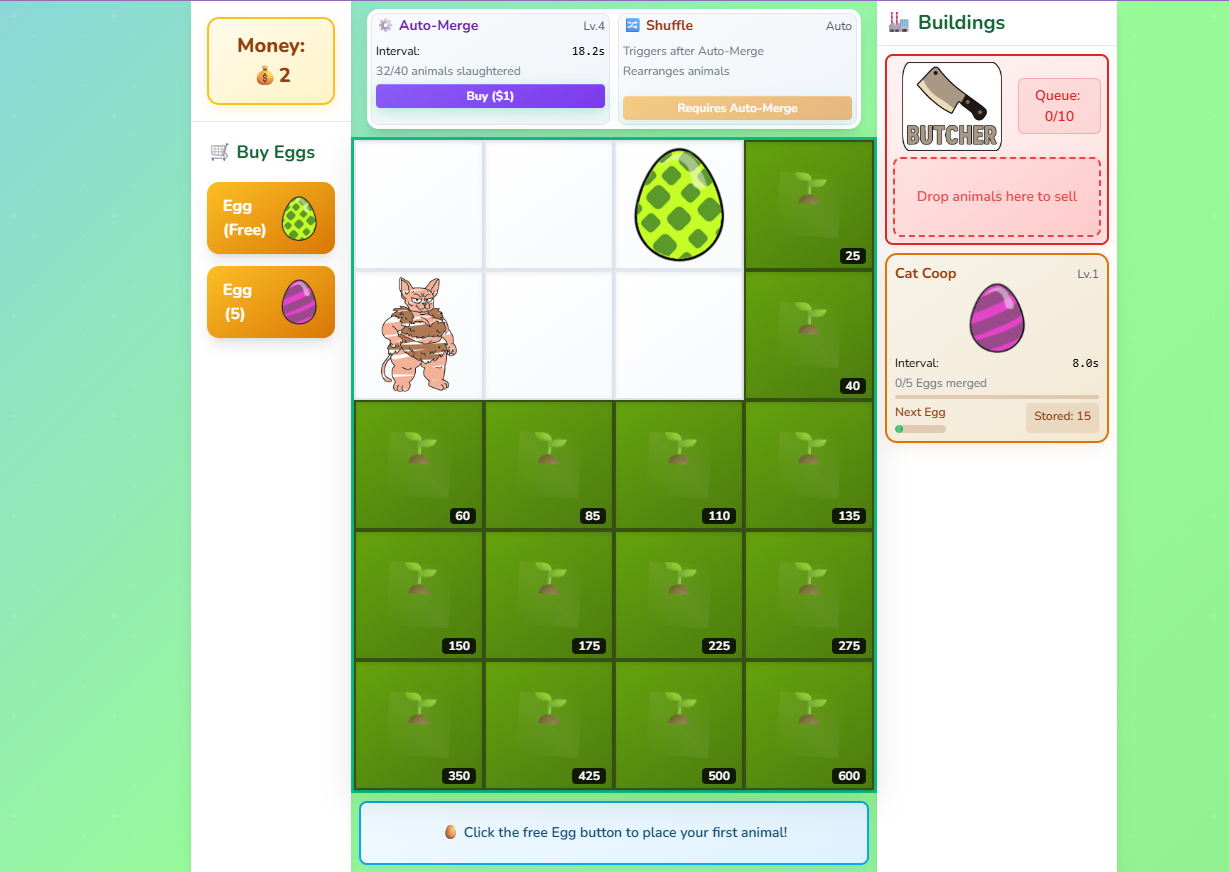 Money:
2
Buy Eggs
Egg
(Free)
Egg
(5)
Auto-Merge Lv.4
Interval: 18.2s
32/40 animals slaughtered
Buy ($1)
Shuffle Auto
Triggers after Auto-Merge
Rearranges animals
Requires Auto-Merge
25
40
60 85 110 135
150 175 225 275
350 425 500 600
Click the free Egg button to place your first animal!
Buildings
BUTCHER
Queue:
0/10
Drop animals here to sell
Cat Coop Lv.1
Interval: 8.0s
0/5 Eggs merged
Next Egg Stored: 15